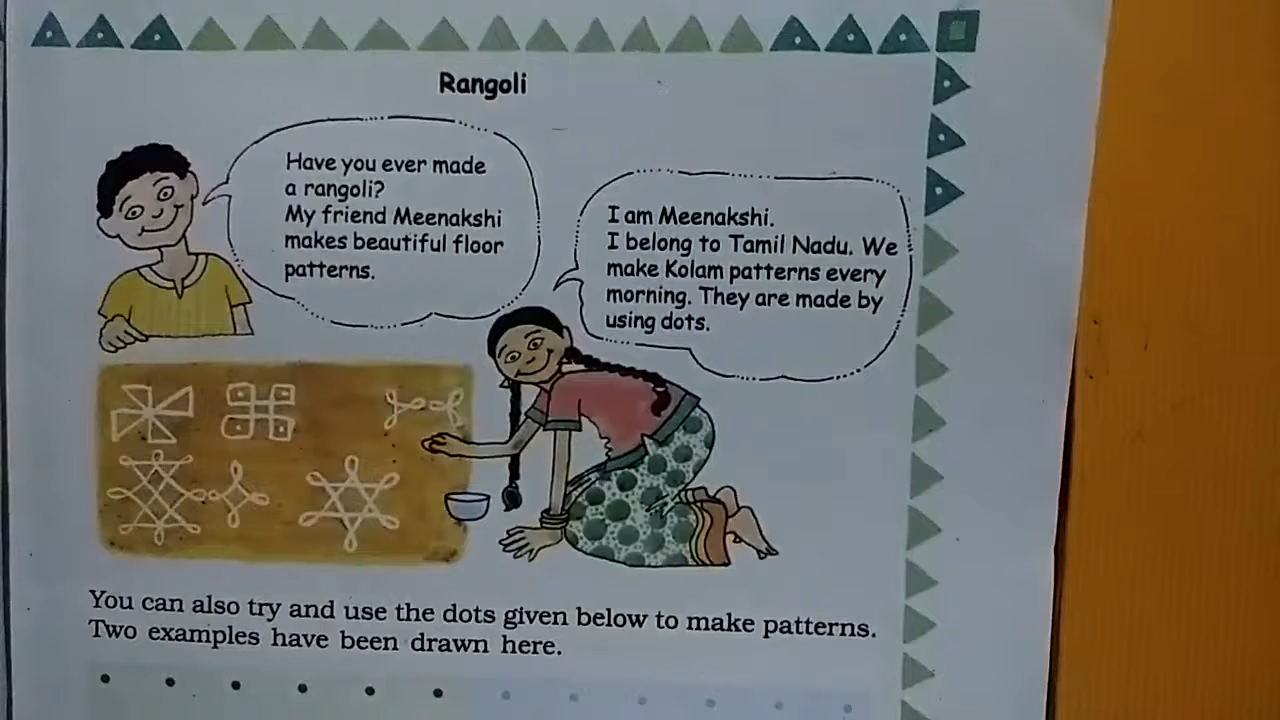 Rangoli
Have you ever made
a rangoli?
My friend Meenakshi
makes beautiful floor
patterns.
I am Meenakshi.
I belong to Tamil Nadu. We
make Kolam patterns every
morning. They are made by
using dots.
You can also try and use the dots given below to make patterns.
Two examples have been drawn here.